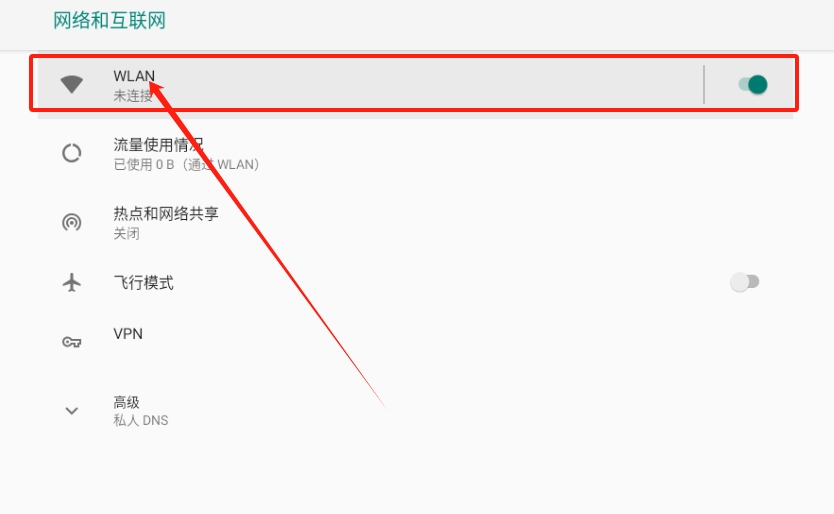 网络和互联网
WLAN
未连接
流量使用情况
已使用 0 B（通过 WLAN）
热点和网络共享
关闭
飞行模式
VPN
高级
私人 DNS